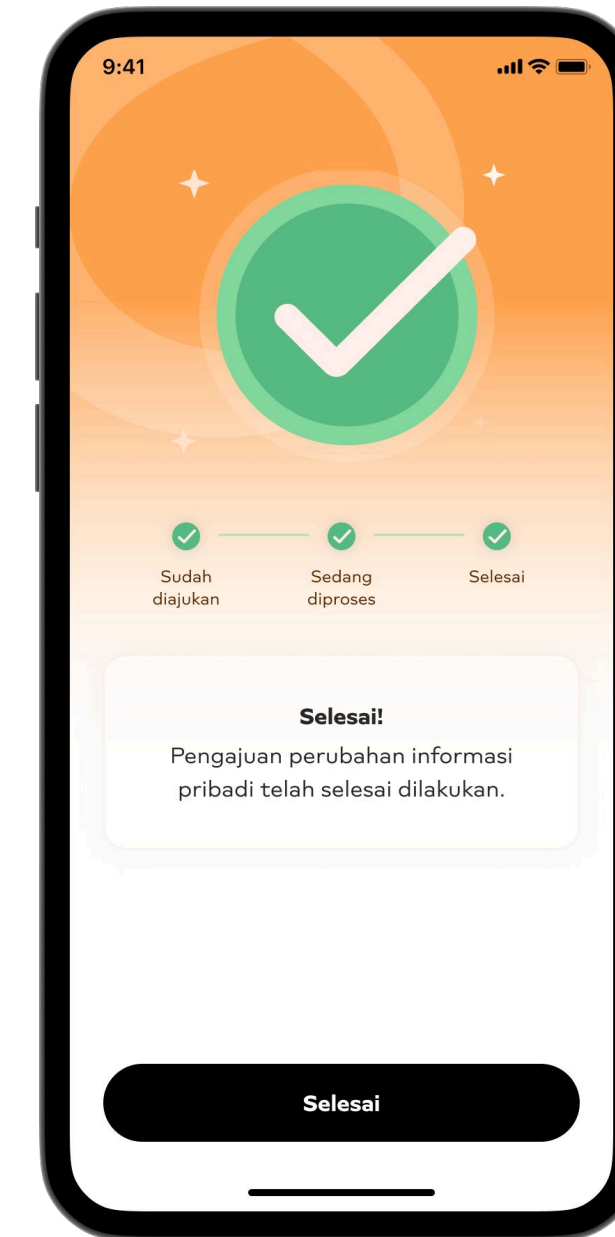 9:41
Sudah
diajukan
Sedang
diproses
Selesai
Selesai!
Pengajuan perubahan informasi
pribadi telah selesai dilakukan.
Selesai